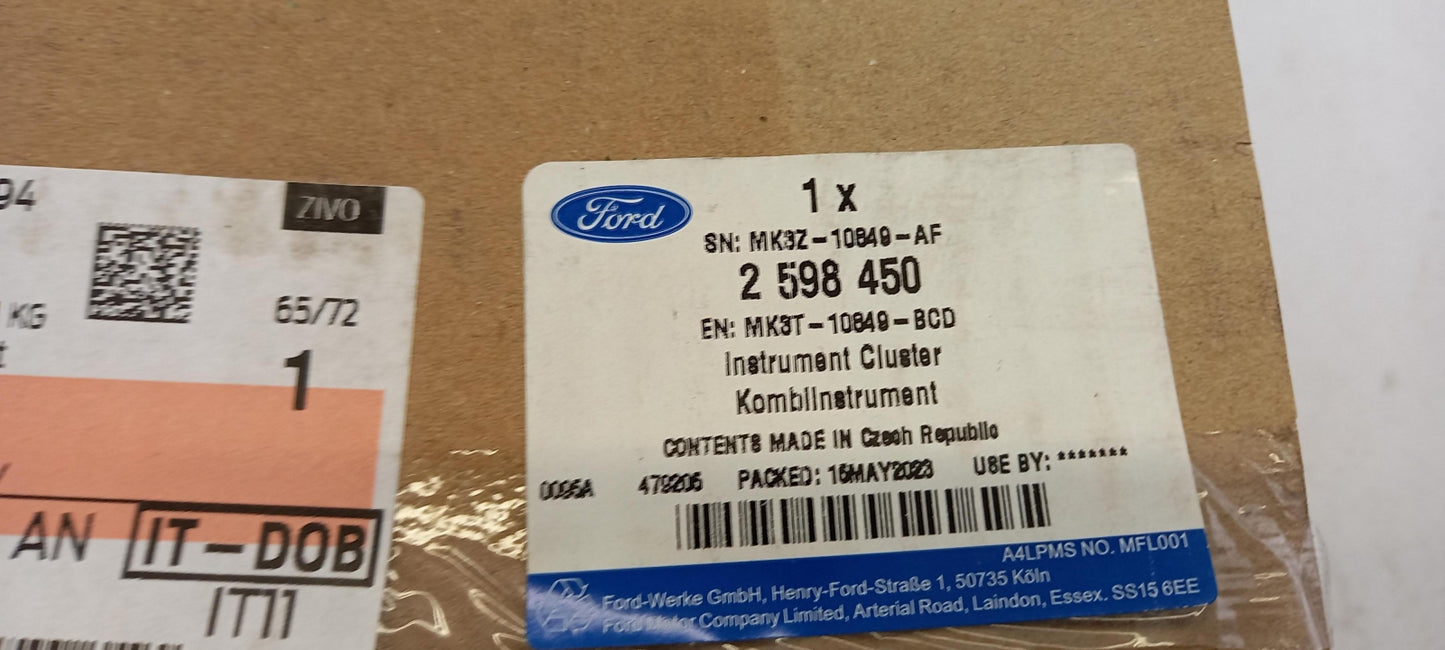 94
ZIVO
KG
65/72
1
AN IT-DOB
IT11
Ford
1 x
SN: MK3Z-10849-AF
2 598 450
EN: MK3T-10849-BCD
Instrument Cluster
Kombiinstrument
CONTENTS MADE IN Czech Republic
0095A 479206 PACKED: 15MAY2023 USE BY: *******
A4LPMS NO. MFL001
Ford-Werke GmbH, Henry-Ford-Straße 1, 50735 Köln
Ford Motor Company Limited, Arterial Road, Laindon, Essex. SS15 6EE